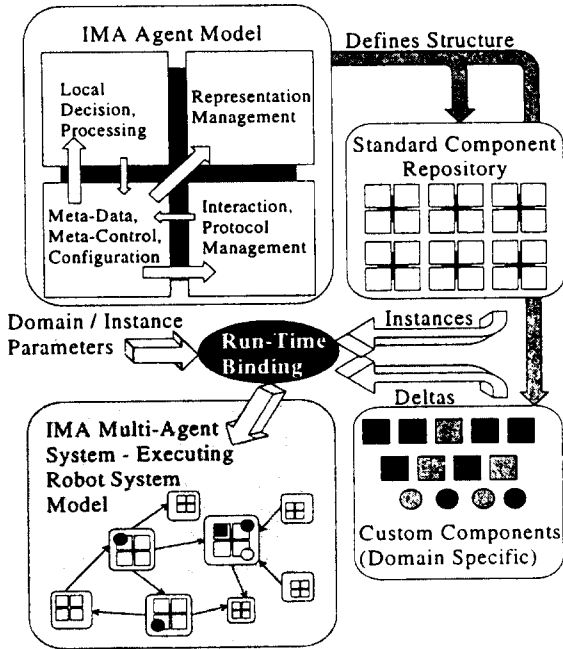 IMA Agent Model
Defines Structure
Local
Decision,
Processing
Representation
Management
Meta-Data,
Meta-Control,
Configuration
Interaction,
Protocol
Management
Standard Component
Repository
Domain / Instance
Parameters
Run-Time
Binding
Instances
Deltas
IMA Multi-Agent
System - Executing
Robot System
Model
Custom Components
(Domain Specific)